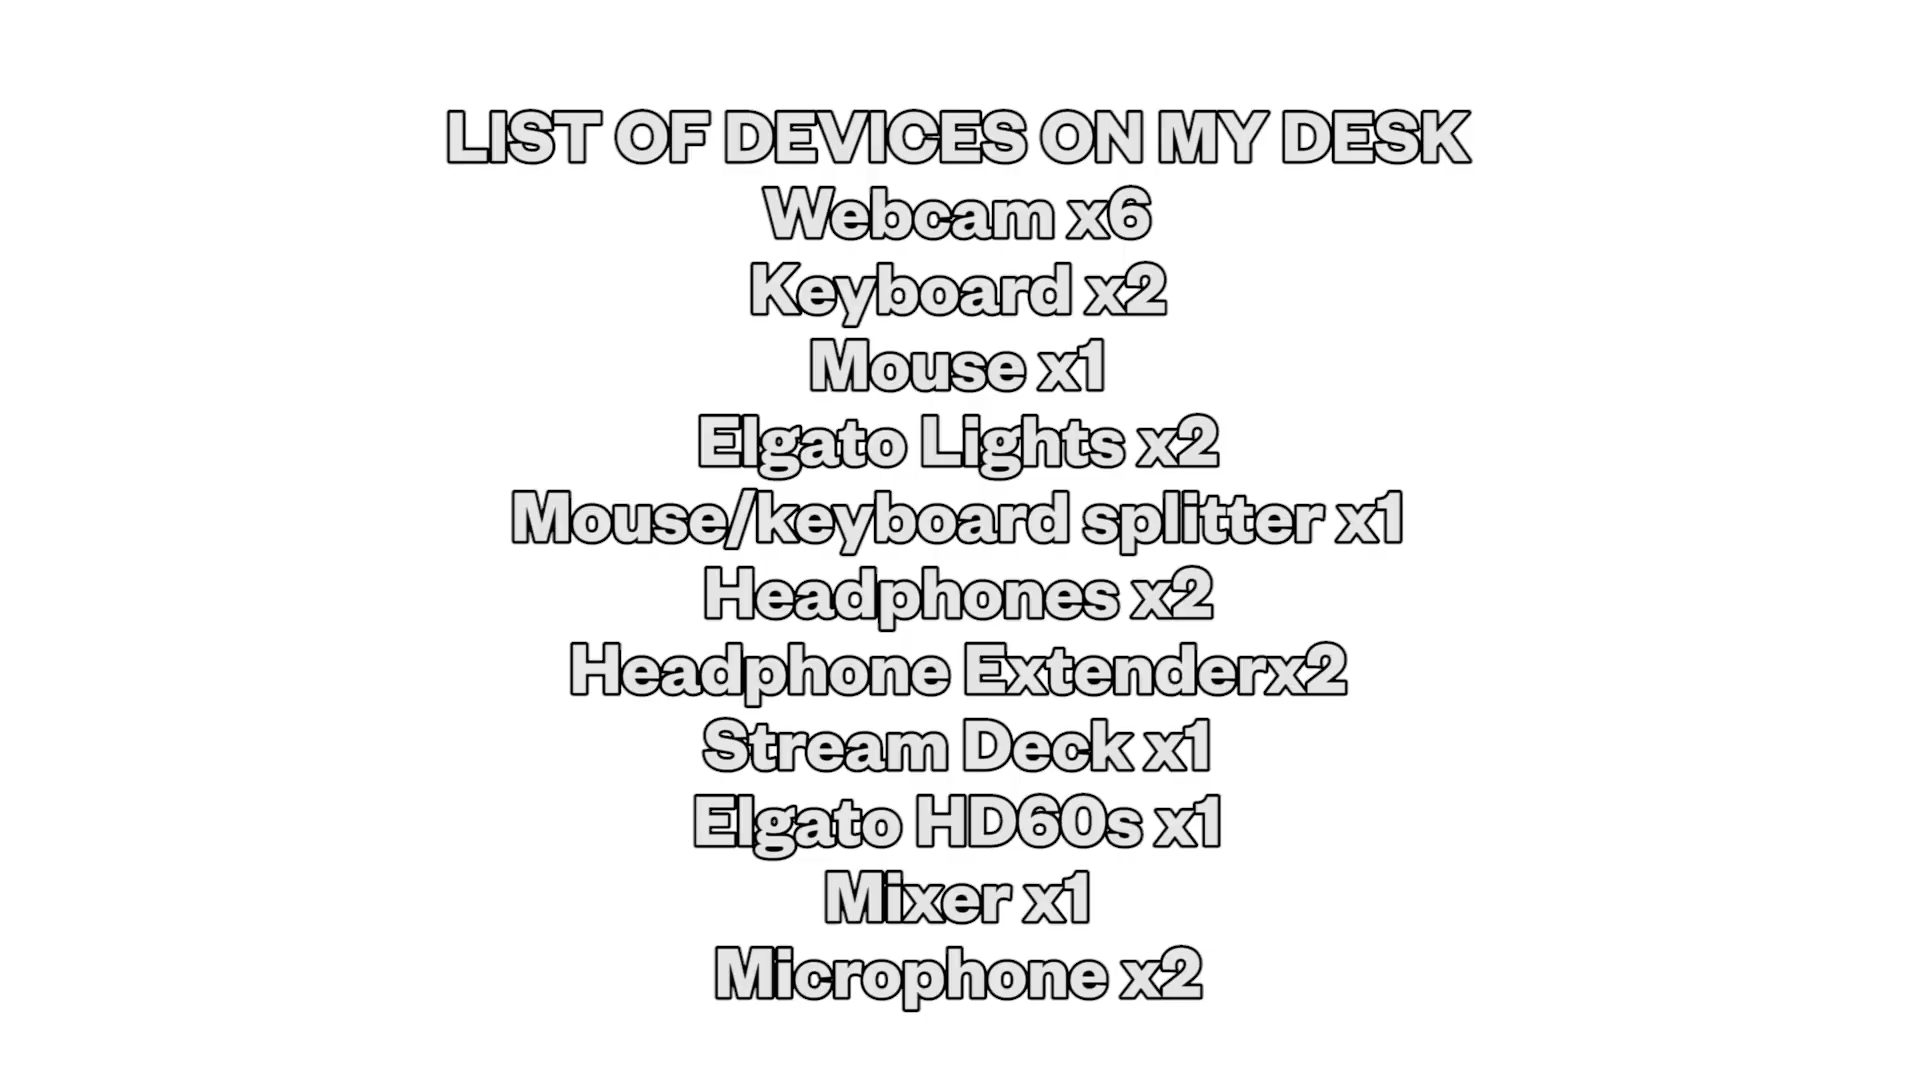 LIST OF DEVICES ON MY DESK
Webcam x6
Keyboard x2
Mouse x1
Elgato Lights x2
Mouse/keyboard splitter x1
Headphones x2
Headphone Extenderx2
Stream Deck x1
Elgato HD60s x1
Mixer x1
Microphone x2